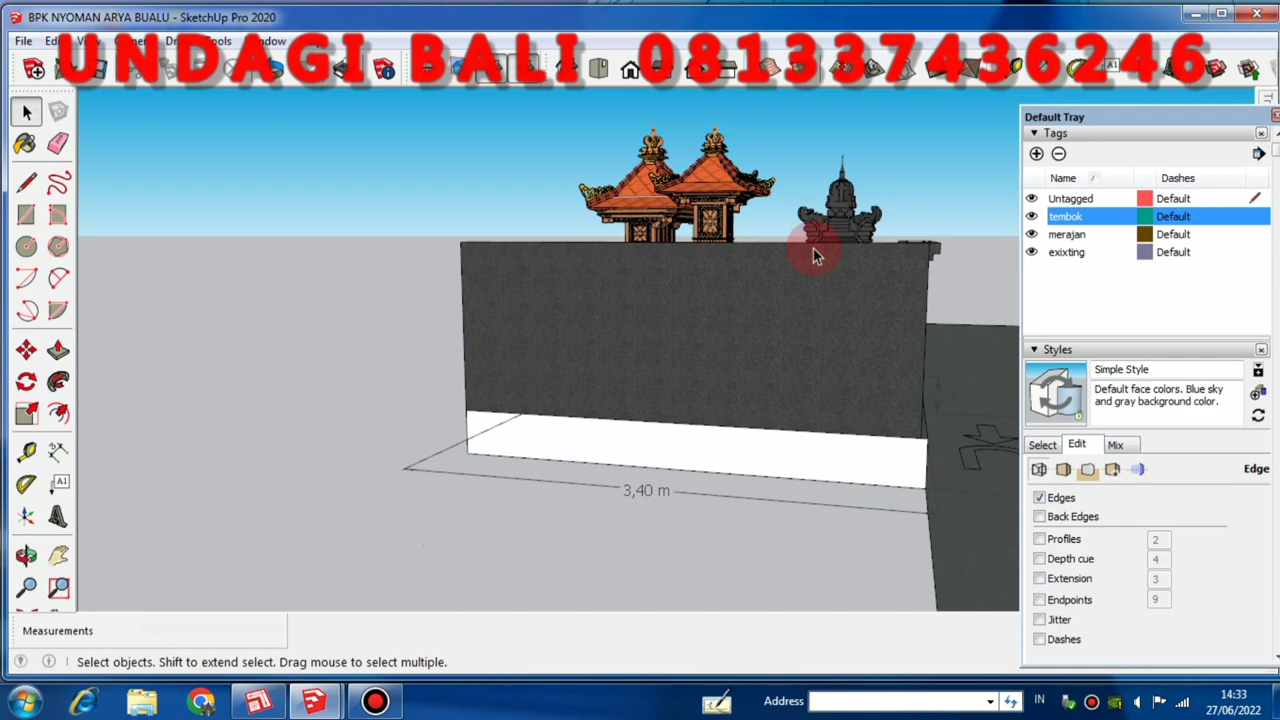 BPK NYOMAN ARYA BUALU - SketchUp Pro 2020
File
UNDAGI BALI 081337436246
Default Tray
Tags
Name Dashes
Untagged Default
tembok Default
merajan Default
exixting Default
Styles
Simple Style
Default face colors. Blue sky and gray background color.
Select Edit Mix
Edge
Edges
Back Edges
Profiles 2
Depth cue 4
Extension 3
Endpoints 9
Jitter
Dashes
3,40 m
Measurements
Select objects. Shift to extend select. Drag mouse to select multiple.
Address
IN
14:33
27/06/2022